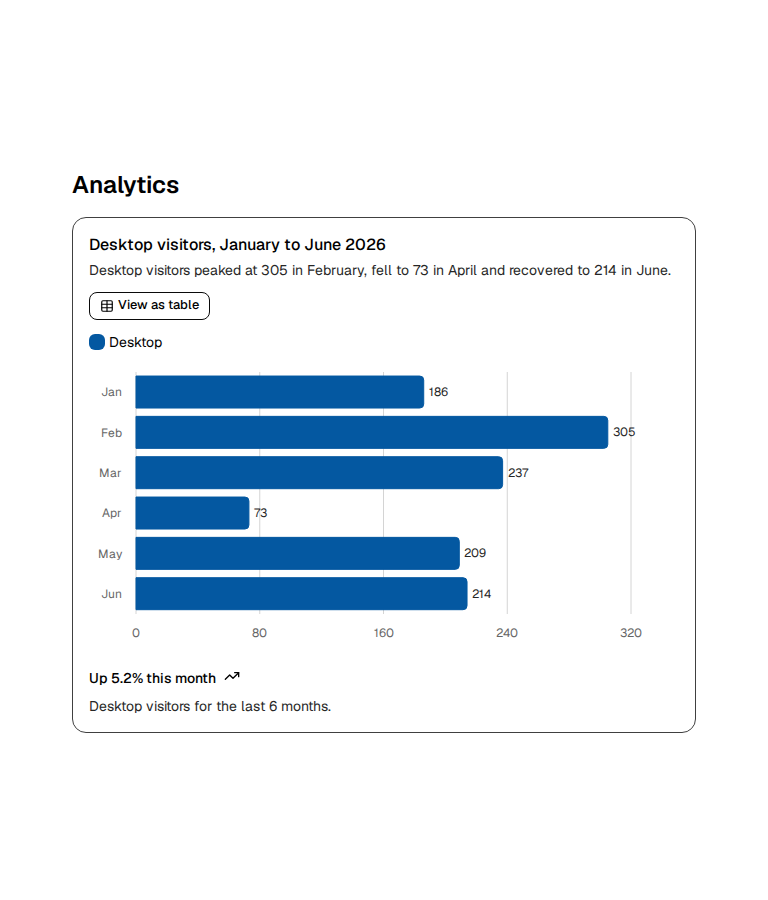 Analytics
Desktop visitors, January to June 2026
Desktop visitors peaked at 305 in February, fell to 73 in April and recovered to 214 in June.
View as table
Desktop
Jan 186
Feb 305
Mar 237
Apr 73
May 209
Jun 214
0 80 160 240 320
Up 5.2% this month
Desktop visitors for the last 6 months.